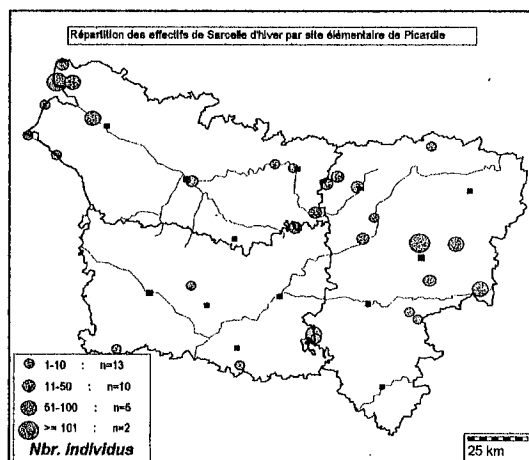 Répartition des effectifs de Sarcelle d'hiver par site élémentaire de Picardie
1-10 : n=13
11-50 : n=10
51-100 : n=5
>= 101 : n=2
Nbr. individus
25 km